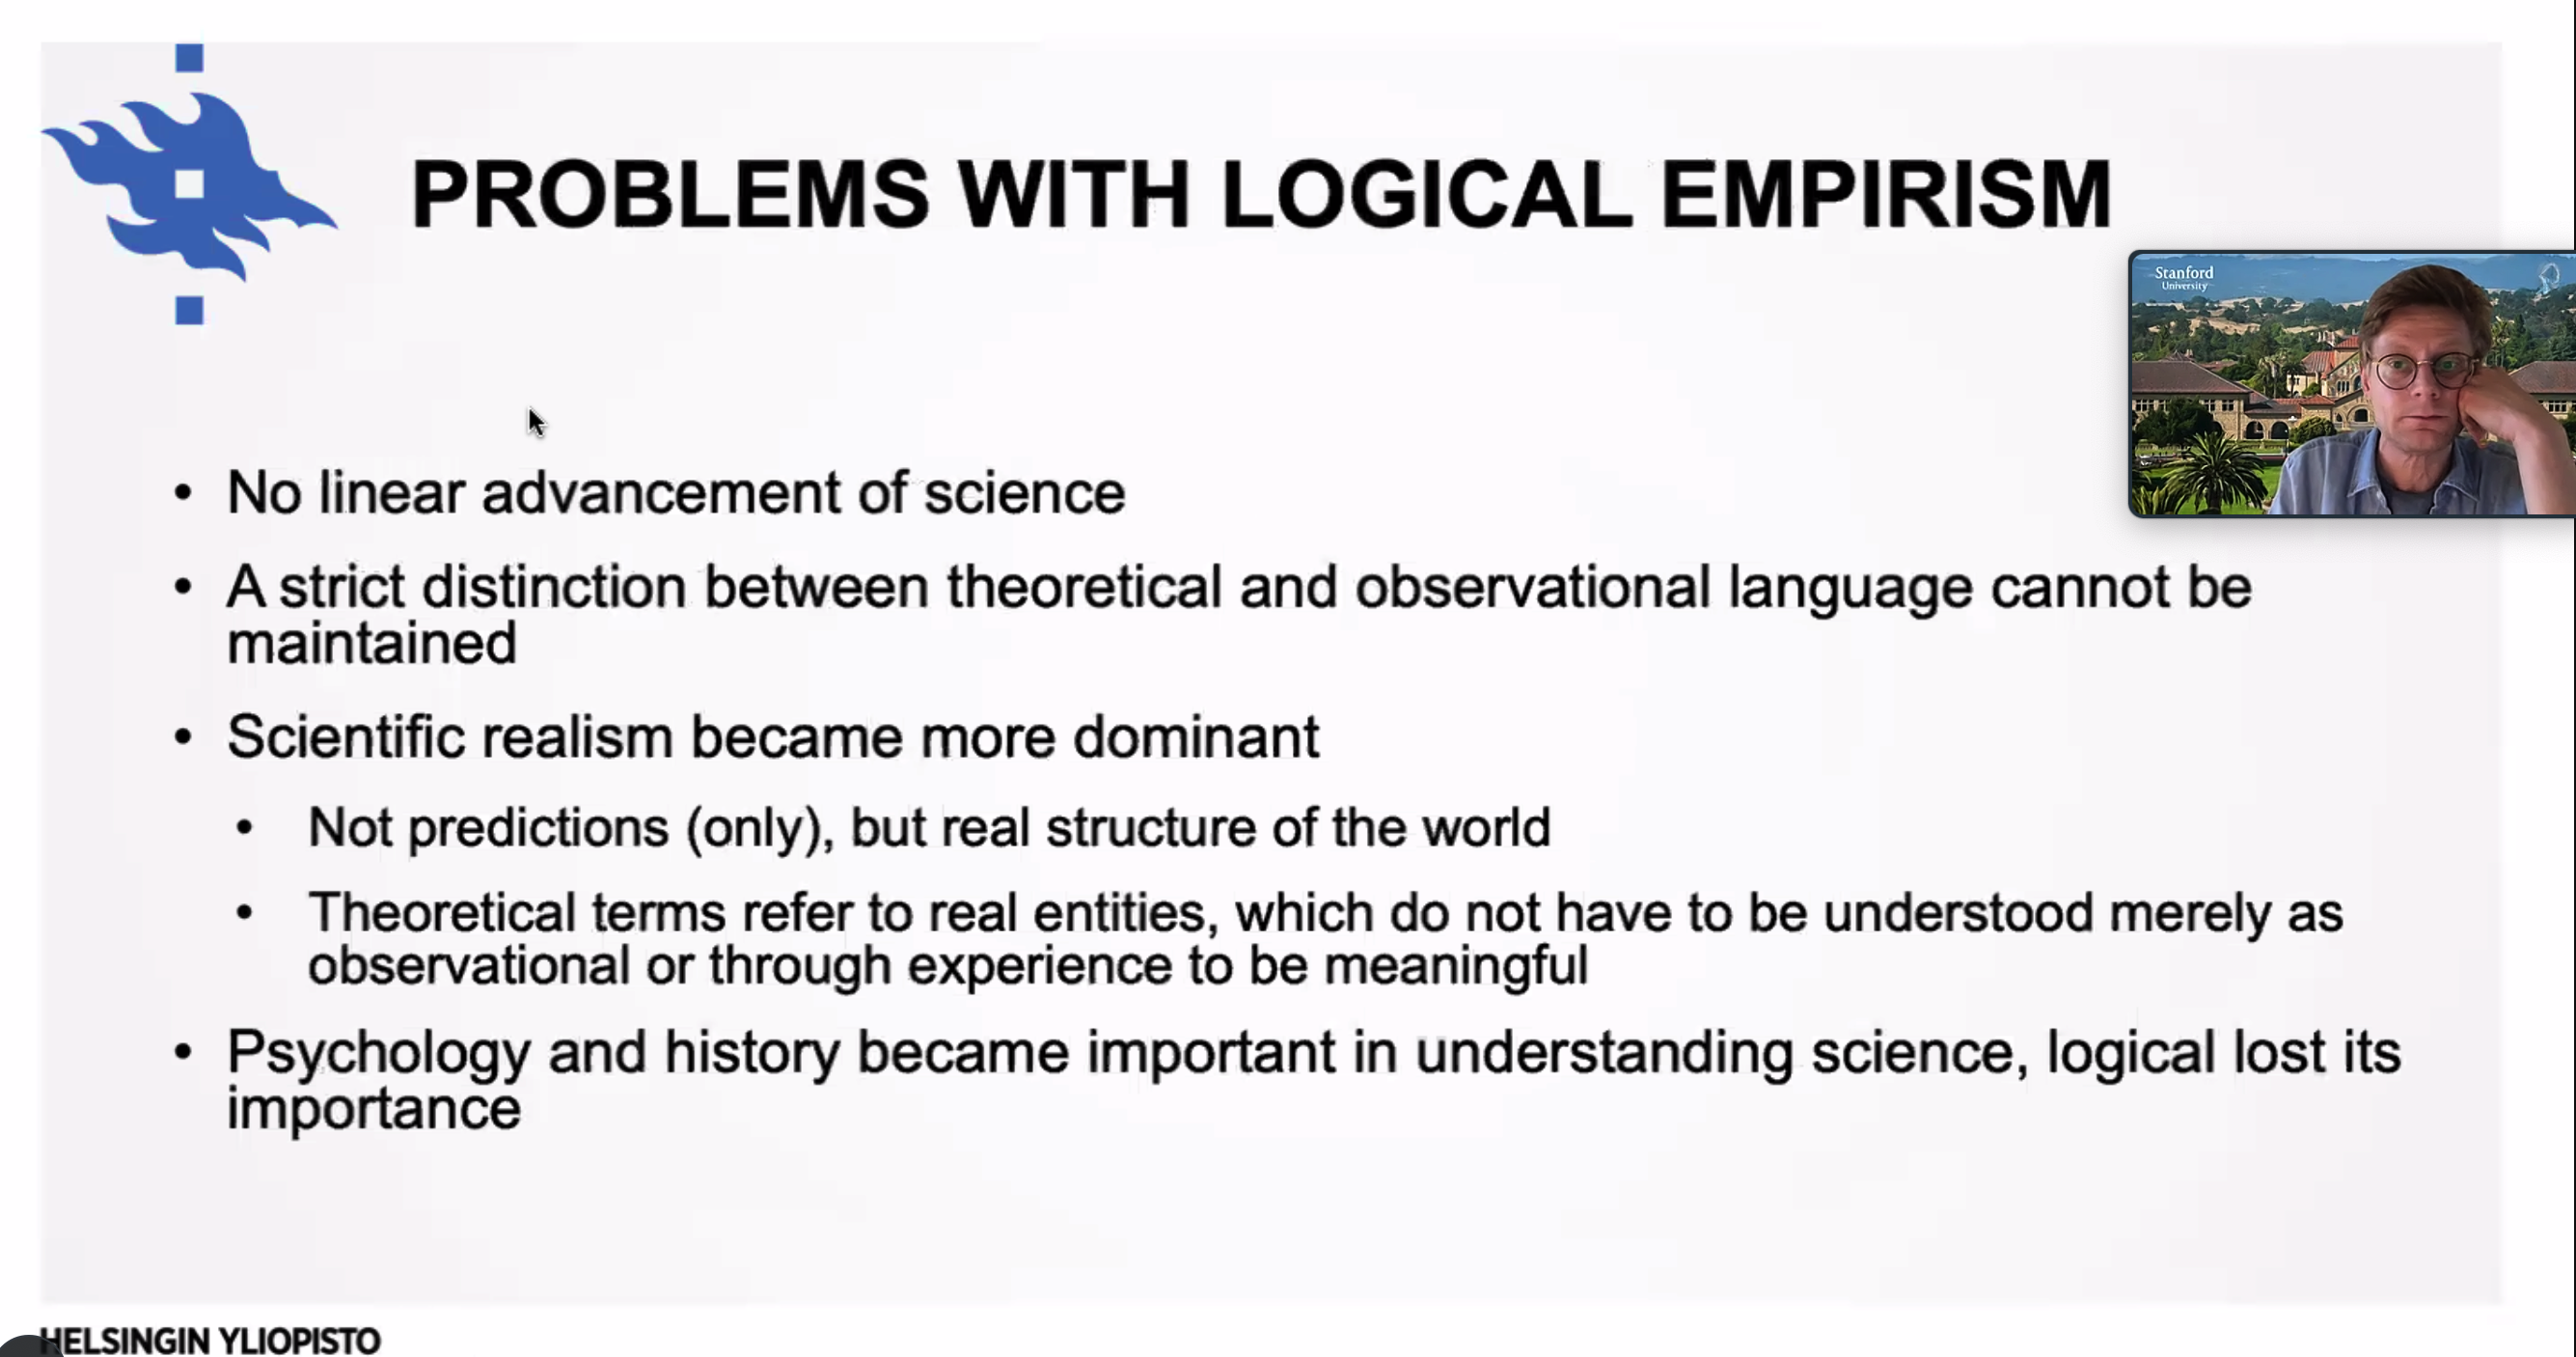 PROBLEMS WITH LOGICAL EMPIRISM
Stanford
University
• No linear advancement of science
• A strict distinction between theoretical and observational language cannot be
maintained
• Scientific realism became more dominant
• Not predictions (only), but real structure of the world
• Theoretical terms refer to real entities, which do not have to be understood merely as
observational or through experience to be meaningful
• Psychology and history became important in understanding science, logical lost its
importance
HELSINGIN YLIOPISTO